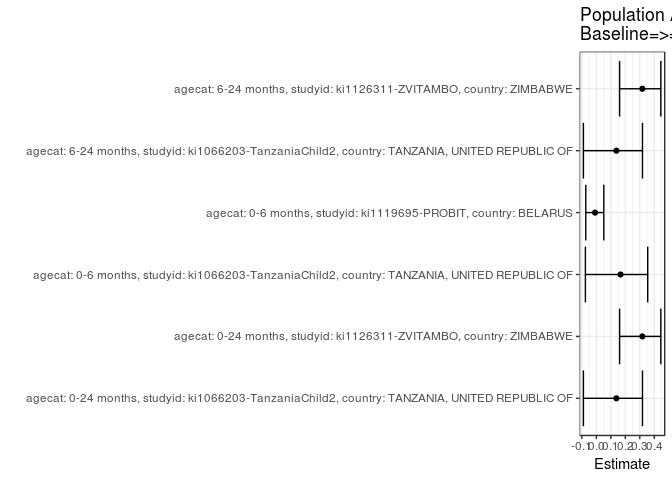 Population
Baseline=>
agecat: 6-24 months, studyid: ki1126311-ZVITAMBO, country: ZIMBABWE
agecat: 6-24 months, studyid: ki1066203-TanzaniaChild2, country: TANZANIA, UNITED REPUBLIC OF
agecat: 0-6 months, studyid: ki1119695-PROBIT, country: BELARUS
agecat: 0-6 months, studyid: ki1066203-TanzaniaChild2, country: TANZANIA, UNITED REPUBLIC OF
agecat: 0-24 months, studyid: ki1126311-ZVITAMBO, country: ZIMBABWE
agecat: 0-24 months, studyid: ki1066203-TanzaniaChild2, country: TANZANIA, UNITED REPUBLIC OF
-0.1 0.0 0.1 0.2 0.3 0.4
Estimate